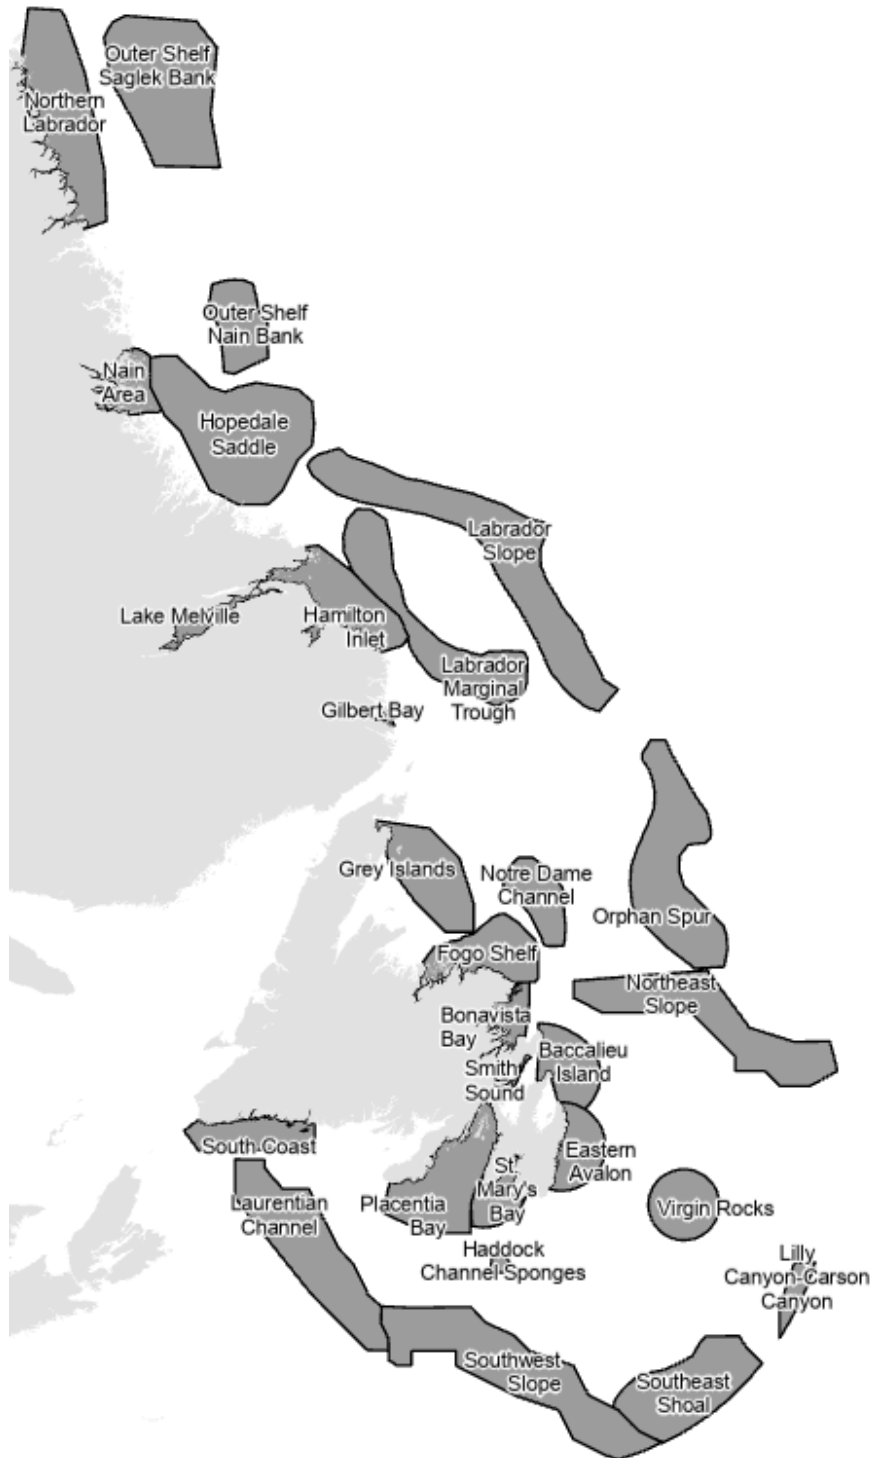 Outer Shelf
Saglek Bank
Northern
Labrador
Outer Shelf
Nain Bank
Nain
Area
Hopedale
Saddle
Labrador
Slope
Lake Melville
Hamilton
Inlet
Labrador
Marginal
Trough
Gilbert Bay
Grey Islands
Notre Dame
Channel
Orphan Spur
Fogo Shelf
Northeast
Slope
Bonavista
Bay
Baccalieu
Island
Smith
Sound
South Coast
Eastern
Avalon
St.
Mary's
Bay
Placentia
Bay
Laurentian
Channel
Virgin Rocks
Haddock
Channel Sponges
Lilly
Canyon-Carson
Canyon
Southwest
Slope
Southeast
Shoal